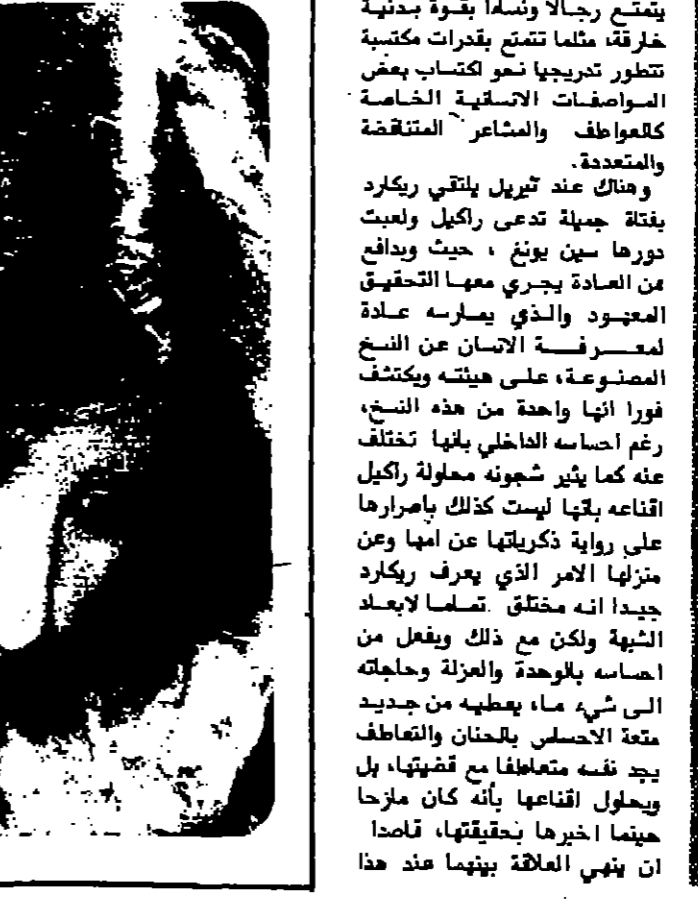 يتمتع رجالا ونساءا بقوة بدنية
خارقة، مثلما تتمتع بقدرات مكتسبة
تتطور تدريجيا نحو اكتساب بعض
المواصفات الانسانية الخاصة
كالعواطف والمشاعر المتناقضة
والمتعددة.
وهناك عند تيريل يلتقي ريكارد
بفتاة جميلة تدعى راكيل ولعبت
دورها سين يونغ ، حيث وبدافع
من العادة يجري معها التحقيق
المعهود والذي يمارسه عادة
لمعرفة الانسان عن النسخ
المصنوعة، على هيئته ويكتشف
فورا انها واحدة من هذه النسخ،
رغم احساسه الداخلي بانها تختلف
عنه كما يثير شجونه محاولة راكيل
اقناعه بانها ليست كذلك بإصرارها
على رواية ذكرياتها عن امها وعن
منزلها الامر الذي يعرف ريكارد
جيدا انه مختلق تماما لابعاد
الشبهة ولكن مع ذلك وبفعل من
احساسه بالوحدة والعزلة وحاجاته
الى شيء ما، يعطيه من جديد
متعة الاحساس بالحنان والتعاطف
يجد نفسه متعاطفا مع قضيتها، بل
ويحاول اقناعها بأنه كان مازحا
حينما اخبرها بحقيقتها، قاصدا
ان ينهي العلاقة بينهما عند هذا